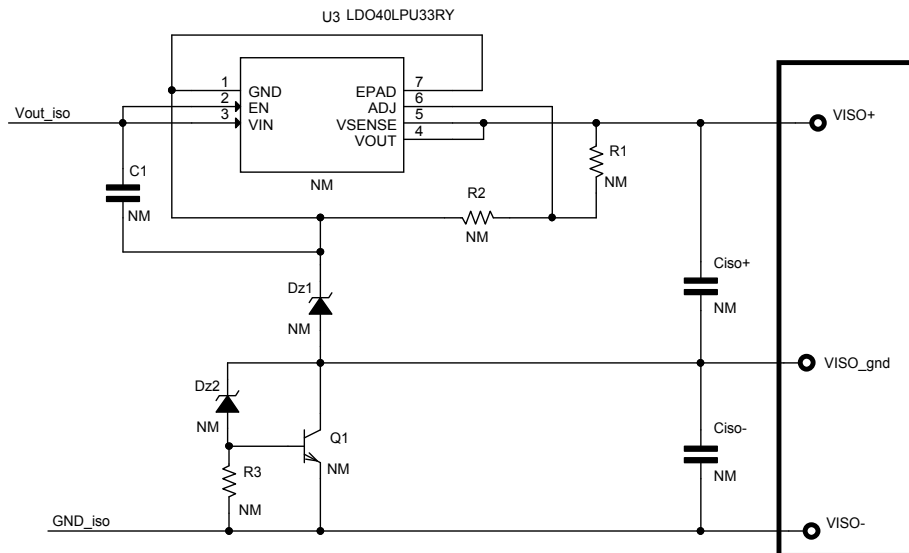 U3 LDO40LPU33RY
1 GND EPAD 7
2 EN ADJ 6
3 VIN VSENSE 5
VOUT 4
Vout_iso
VISO+
C1
NM
NM
R1
NM
R2
NM
Dz1
NM
Ciso+
NM
VISO_gnd
Dz2
NM
Q1
NM
R3
NM
Ciso-
NM
GND_iso
VISO-